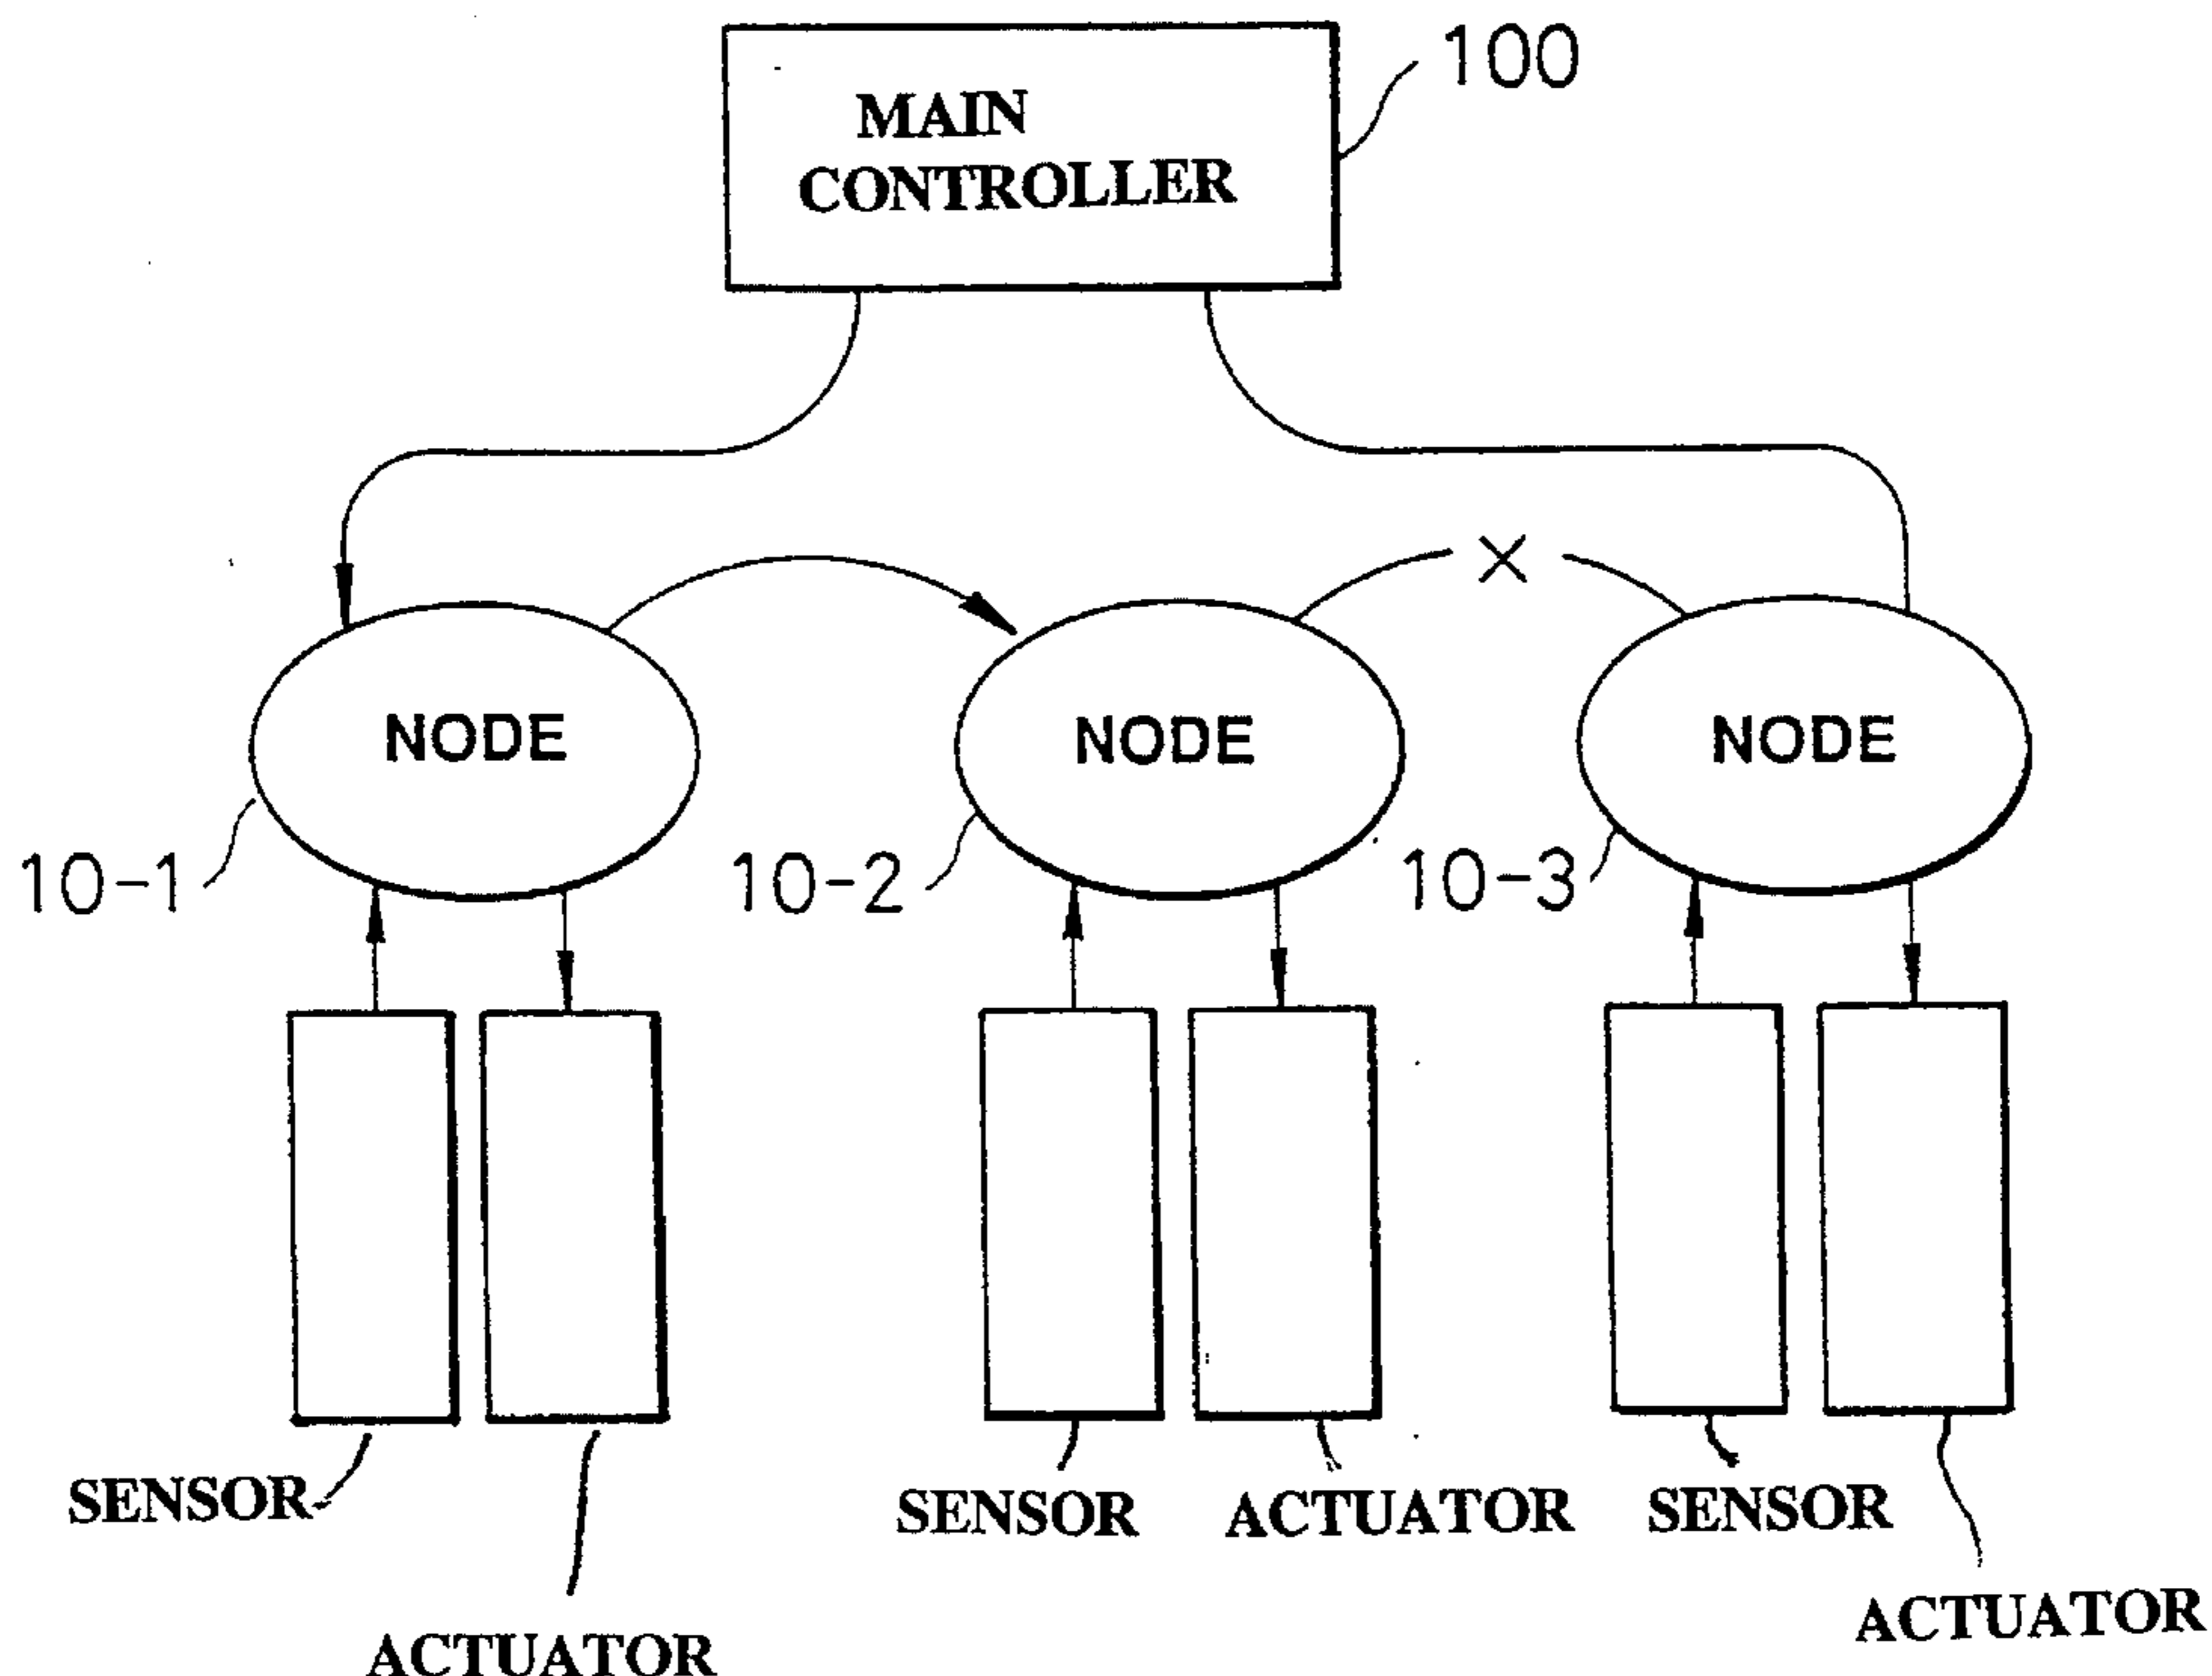 100
MAIN
CONTROLLER
X
NODE
NODE
NODE
10-1
10-2
10-3
SENSOR
SENSOR
ACTUATOR
SENSOR
ACTUATOR
ACTUATOR